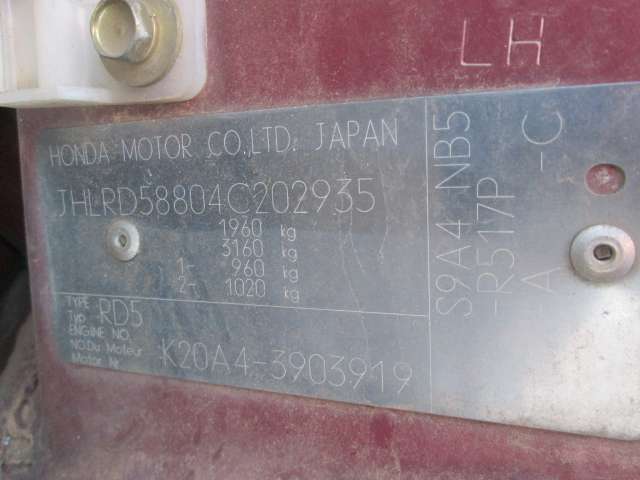 LH
HONDA MOTOR CO.,LTD. JAPAN
JHLRD58804C202935
1960 kg
3160 kg
1- 960 kg
2- 1020 kg
TYPE
Typ RD5
ENGINE NO.
NO.Du Moteur
Motor Nr K20A4-3903919
S9A4 NB5 -C
-R517P
-A